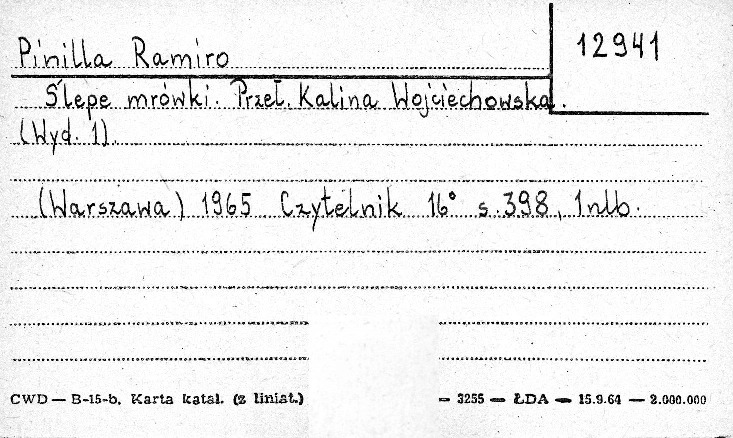 Pinilla Ramiro
12941
Ślepe mrówki. Przeł. Kalina Wojciechowska.
(Wyd. 1).
(Warszawa) 1965 Czytelnik 16° s. 398, 1nlb.
CWD — B-15-b. Karta katal. (z liniat.) — 3255 — ŁDA — 15.9.64 — 2.000.000